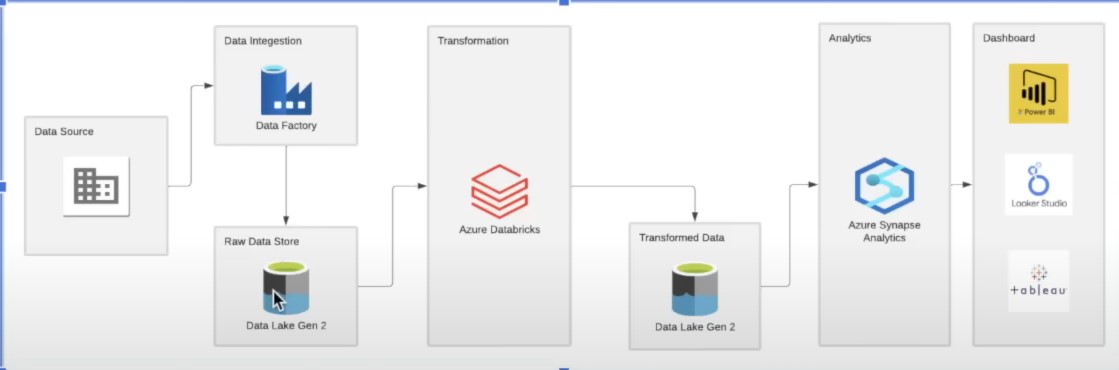 Data Source
Data Integestion
Data Factory
Raw Data Store
Data Lake Gen 2
Transformation
Azure Databricks
Transformed Data
Data Lake Gen 2
Analytics
Azure Synapse
Analytics
Dashboard
Power BI
Looker Studio
+ableau